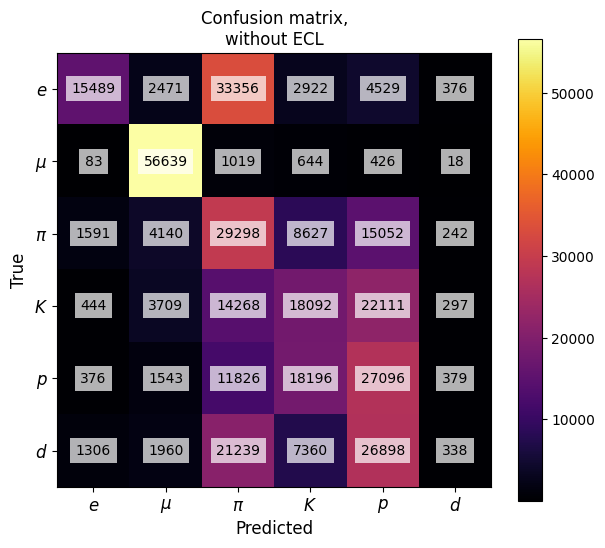 Confusion matrix,
without ECL
e 15489 2471 33356 2922 4529 376
μ 83 56639 1019 644 426 18
π 1591 4140 29298 8627 15052 242
K 444 3709 14268 18092 22111 297
p 376 1543 11826 18196 27096 379
d 1306 1960 21239 7360 26898 338
e μ π K p d
Predicted
True
50000
40000
30000
20000
10000